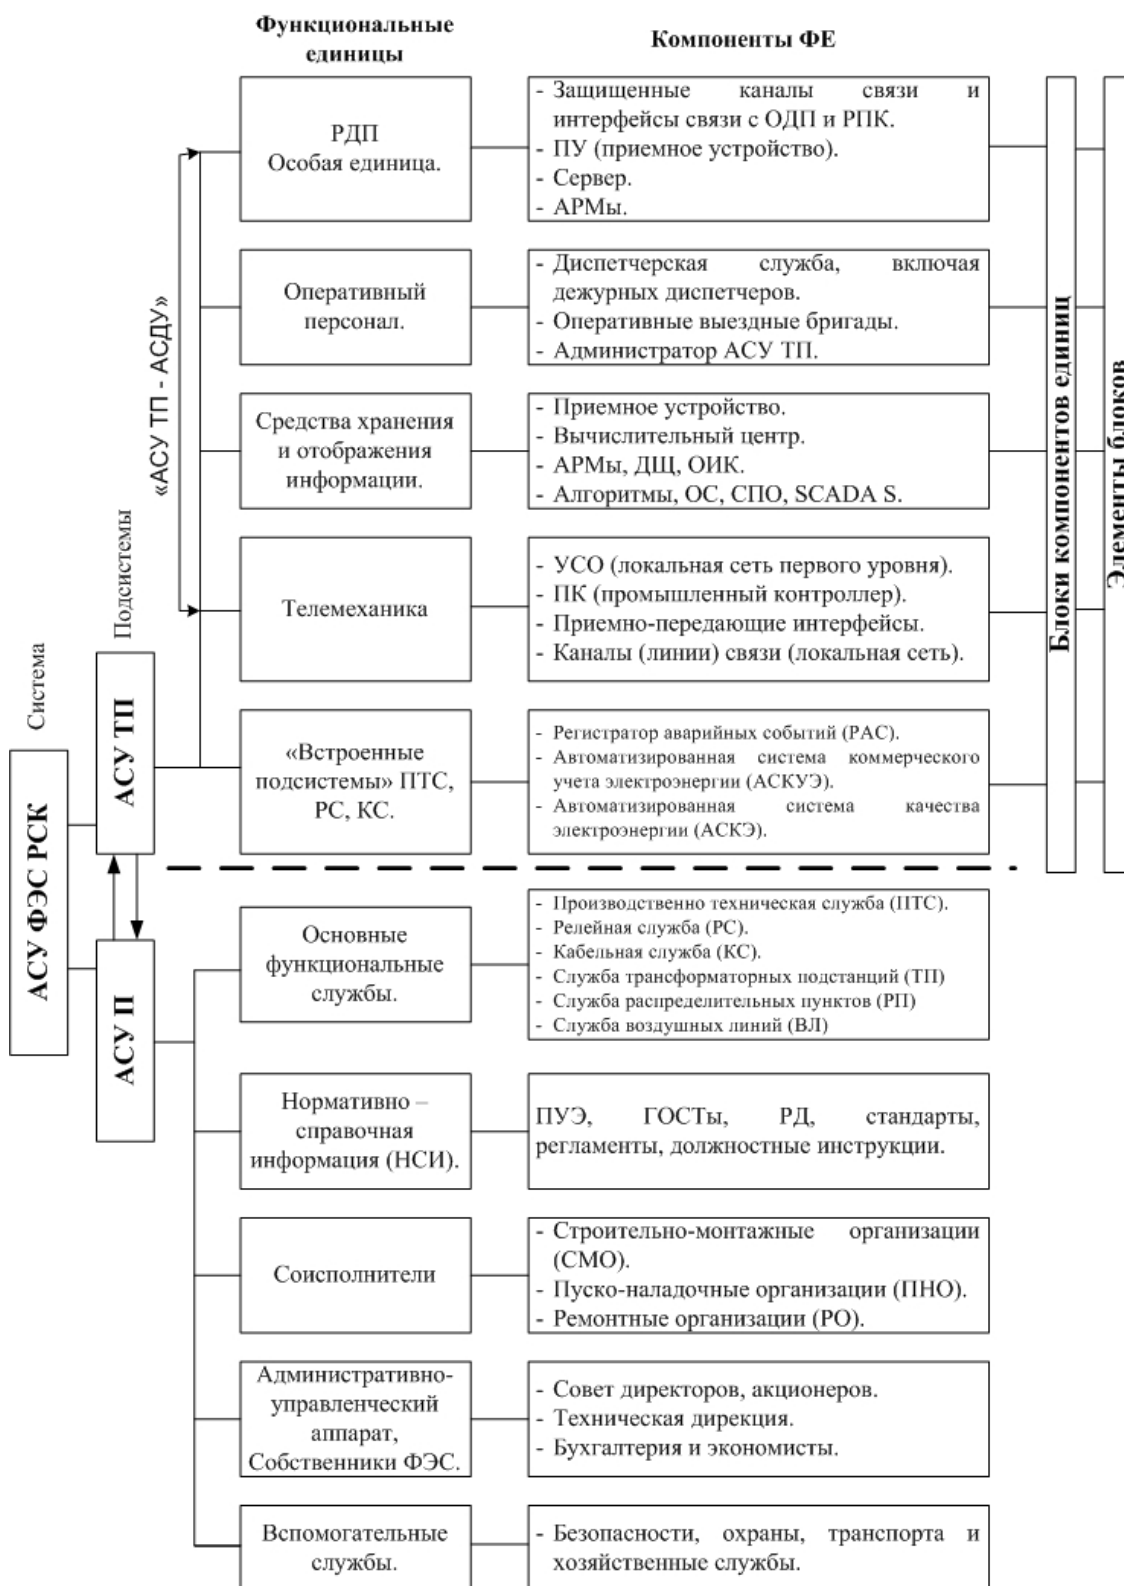 Функциональные
единицы
Компоненты ФЕ
РДП
Особая единица.
- Защищенные каналы связи и
интерфейсы связи с ОДП и РПК.
- ПУ (приемное устройство).
- Сервер.
- АРМы.
Оперативный
персонал.
- Диспетчерская служба, включая
дежурных диспетчеров.
- Оперативные выездные бригады.
- Администратор АСУ ТП.
Средства хранения
и отображения
информации.
- Приемное устройство.
- Вычислительный центр.
- АРМы, ДЩ, ОИК.
- Алгоритмы, ОС, СПО, SCADA S.
Телемеханика
- УСО (локальная сеть первого уровня).
- ПК (промышленный контроллер).
- Приемно-передающие интерфейсы.
- Каналы (линии) связи (локальная сеть).
«Встроенные
подсистемы» ПТС,
РС, КС.
- Регистратор аварийных событий (РАС).
- Автоматизированная система коммерческого
учета электроэнергии (АСКУЭ).
- Автоматизированная система качества
электроэнергии (АСКЭ).
«АСУ ТП - АСДУ»
Блоки компонентов единиц
Элементы блоков
Система
Подсистемы
АСУ ФЭС РСК
АСУ ТП
АСУ П
Основные
функциональные
службы.
- Производственно техническая служба (ПТС).
- Релейная служба (РС).
- Кабельная служба (КС).
- Служба трансформаторных подстанций (ТП)
- Служба распределительных пунктов (РП)
- Служба воздушных линий (ВЛ)
Нормативно –
справочная
информация (НСИ).
ПУЭ, ГОСТы, РД, стандарты,
регламенты, должностные инструкции.
Соисполнители
- Строительно-монтажные организации
(СМО).
- Пуско-наладочные организации (ПНО).
- Ремонтные организации (РО).
Административно-
управленческий
аппарат,
Собственники ФЭС.
- Совет директоров, акционеров.
- Техническая дирекция.
- Бухгалтерия и экономисты.
Вспомогательные
службы.
- Безопасности, охраны, транспорта и
хозяйственные службы.